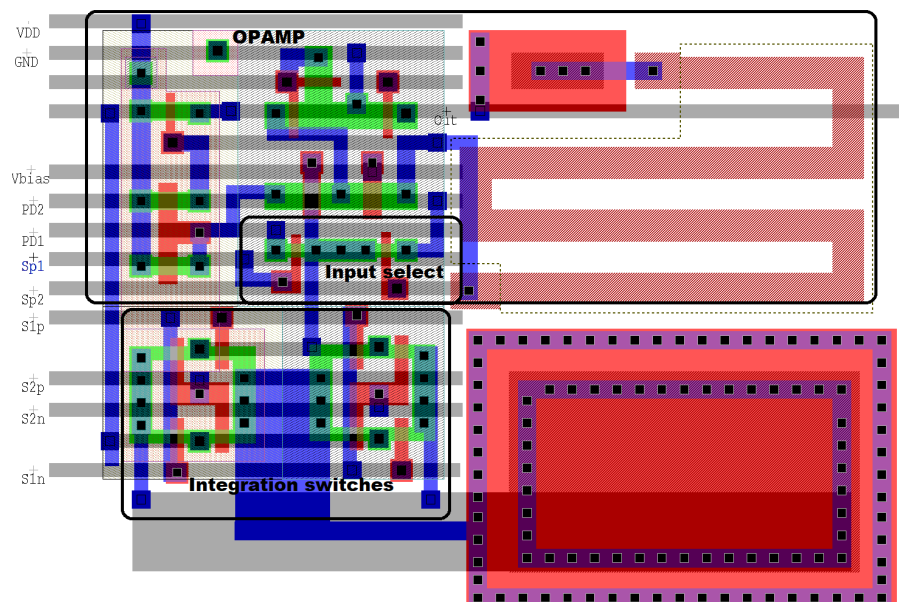 VDD
OPAMP
GND
Out
Vbias
PD2
PD1
Sp1
Input select
Sp2
S1p
S2p
S2n
S1n
Integration switches